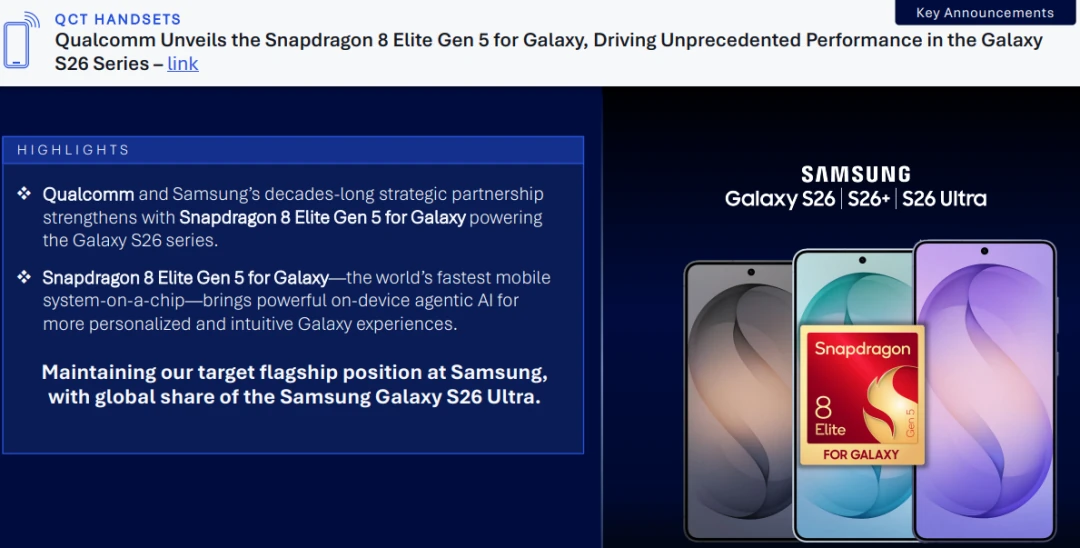 Key Announcements
QCT HANDSETS
Qualcomm Unveils the Snapdragon 8 Elite Gen 5 for Galaxy, Driving Unprecedented Performance in the Galaxy
S26 Series – link
HIGHLIGHTS
❖ Qualcomm and Samsung's decades-long strategic partnership
strengthens with Snapdragon 8 Elite Gen 5 for Galaxy powering
the Galaxy S26 series.
❖ Snapdragon 8 Elite Gen 5 for Galaxy—the world's fastest mobile
system-on-a-chip—brings powerful on-device agentic AI for
more personalized and intuitive Galaxy experiences.
Maintaining our target flagship position at Samsung,
with global share of the Samsung Galaxy S26 Ultra.
SAMSUNG
Galaxy S26 | S26+ | S26 Ultra
Snapdragon
8
Elite
Gen 5
FOR GALAXY